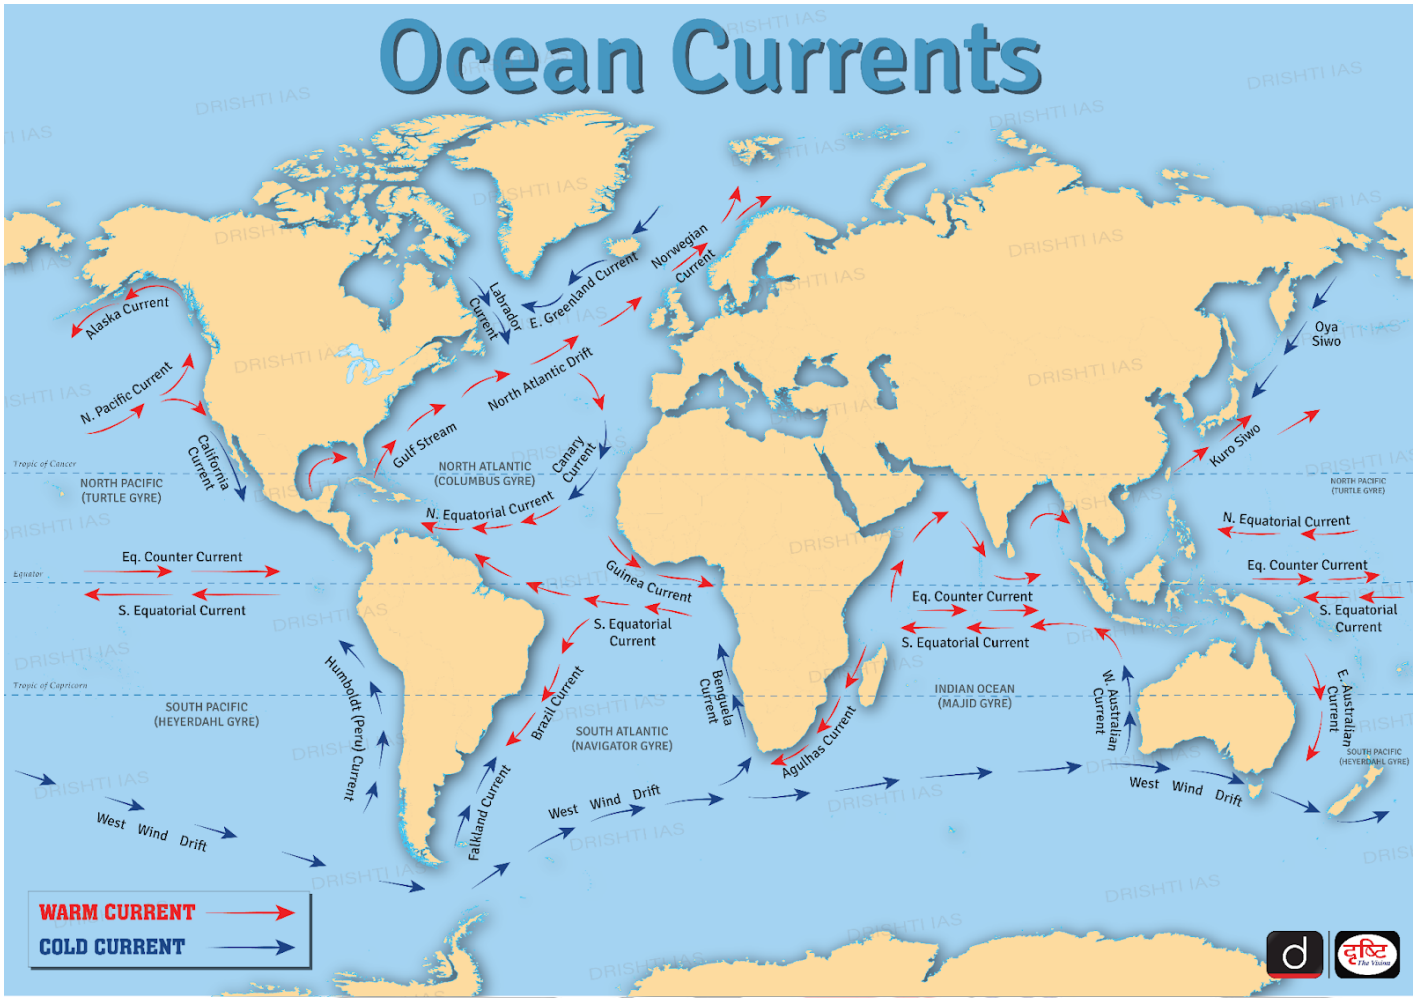 Ocean Currents
DRISHTI IAS
Norwegian
Current
E. Greenland Current
Labrador
Current
Alaska Current
Oya
Siwo
North Atlantic Drift
N. Pacific Current
Gulf Stream
Kuro Siwo
California
Current
Canary
Current
Tropic of Cancer
NORTH PACIFIC
(TURTLE GYRE)
NORTH ATLANTIC
(COLUMBUS GYRE)
NORTH PACIFIC
(TURTLE GYRE)
N. Equatorial Current
N. Equatorial Current
Eq. Counter Current
Equator
Guinea Current
Eq. Counter Current
Eq. Counter Current
S. Equatorial Current
S. Equatorial
Current
S. Equatorial Current
S. Equatorial
Current
Humboldt (Peru) Current
Tropic of Capricorn
Brazil Current
Benguela
Current
Agulhas Current
W. Australian
Current
E. Australian
Current
SOUTH PACIFIC
(HEYERDAHL GYRE)
SOUTH ATLANTIC
(NAVIGATOR GYRE)
INDIAN OCEAN
(MAJID GYRE)
SOUTH PACIFIC
(HEYERDAHL GYRE)
Falkland Current
West Wind Drift
West Wind Drift
West Wind Drift
WARM CURRENT
COLD CURRENT
d
दृष्टि
The Vision